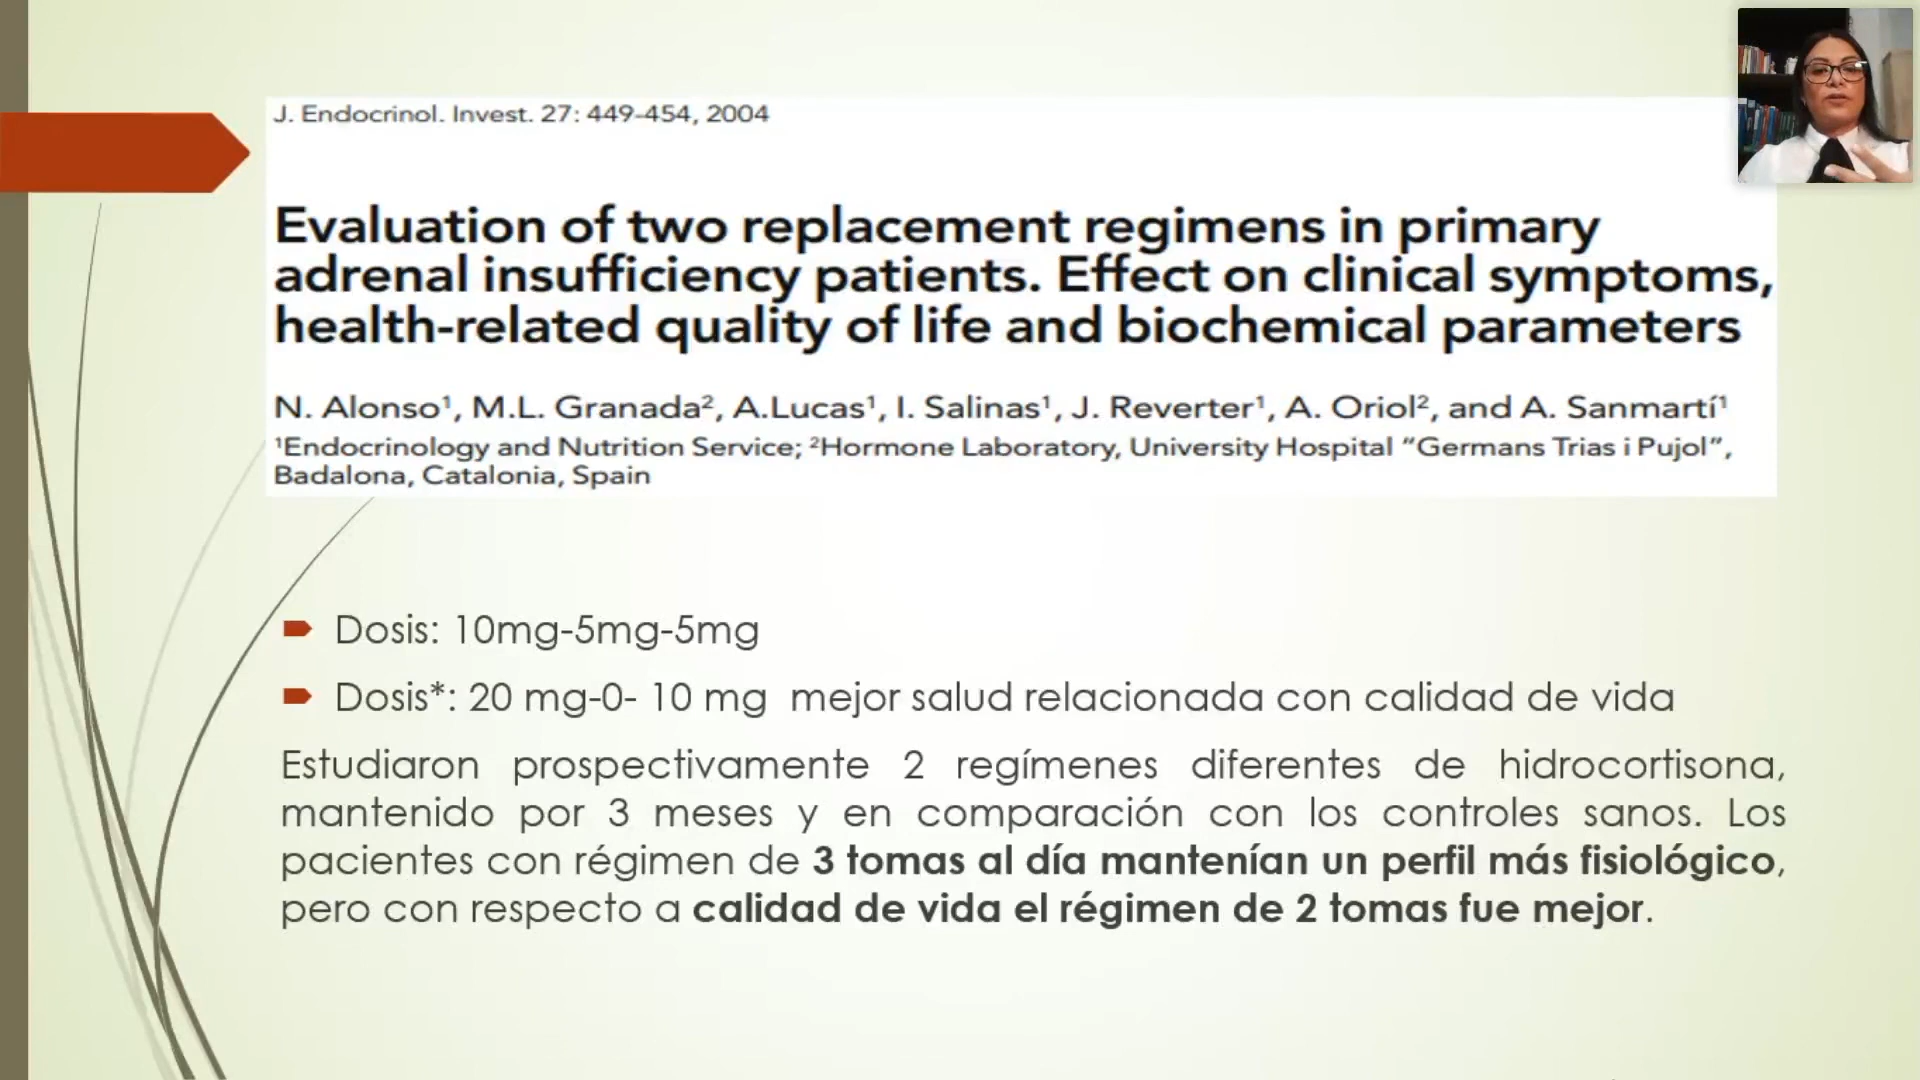 J. Endocrinol. Invest. 27: 449-454, 2004
Evaluation of two replacement regimens in primary
adrenal insufficiency patients. Effect on clinical symptoms,
health-related quality of life and biochemical parameters
N. Alonso¹, M.L. Granada², A.Lucas¹, I. Salinas¹, J. Reverter¹, A. Oriol², and A. Sanmartí¹
¹Endocrinology and Nutrition Service; ²Hormone Laboratory, University Hospital “Germans Trias i Pujol”,
Badalona, Catalonia, Spain
Dosis: 10mg-5mg-5mg
Dosis*: 20 mg-0- 10 mg mejor salud relacionada con calidad de vida
Estudiaron prospectivamente 2 regímenes diferentes de hidrocortisona,
mantenido por 3 meses y en comparación con los controles sanos. Los
pacientes con régimen de 3 tomas al día mantenían un perfil más fisiológico,
pero con respecto a calidad de vida el régimen de 2 tomas fue mejor.